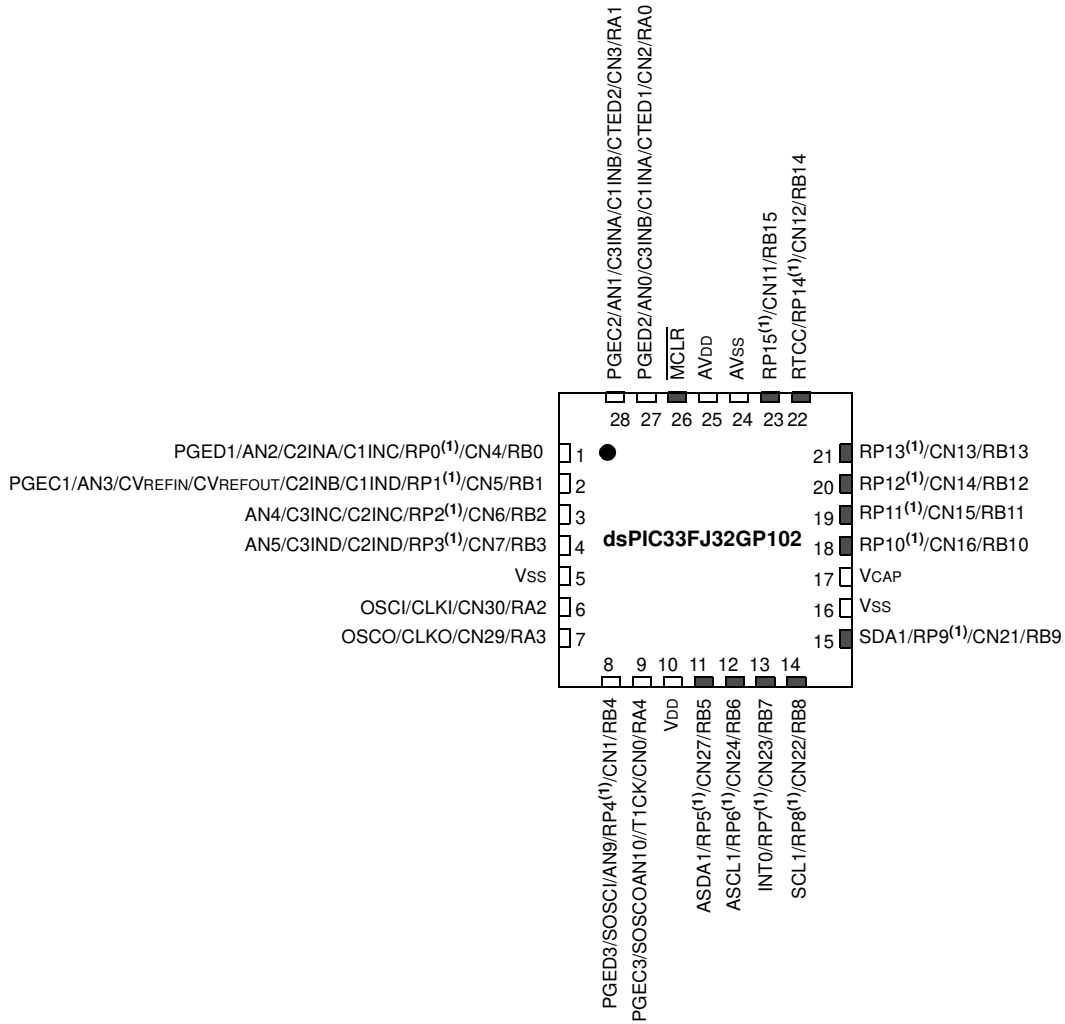 PGEC2/AN1/C3INA/C1INB/CTED2/CN3/RA1
PGED2/AN0/C3INB/C1INA/CTED1/CN2/RA0
MCLR
AVDD
AVSS
RP15(1)/CN11/RB15
RTCC/RP14(1)/CN12/RB14
28 27 26 25 24 23 22
PGED1/AN2/C2INA/C1INC/RP0(1)/CN4/RB0 1
PGEC1/AN3/CVREFIN/CVREFOUT/C2INB/C1IND/RP1(1)/CN5/RB1 2
AN4/C3INC/C2INC/RP2(1)/CN6/RB2 3
AN5/C3IND/C2IND/RP3(1)/CN7/RB3 4
VSS 5
OSCI/CLKI/CN30/RA2 6
OSCO/CLKO/CN29/RA3 7
dsPIC33FJ32GP102
21 RP13(1)/CN13/RB13
20 RP12(1)/CN14/RB12
19 RP11(1)/CN15/RB11
18 RP10(1)/CN16/RB10
17 VCAP
16 VSS
15 SDA1/RP9(1)/CN21/RB9
8 9 10 11 12 13 14
PGED3/SOSCI/AN9/RP4(1)/CN1/RB4
PGEC3/SOSCOAN10//T1CK/CN0/RA4
VDD
ASDA1/RP5(1)/CN27/RB5
ASCL1/RP6(1)/CN24/RB6
INT0/RP7(1)/CN23/RB7
SCL1/RP8(1)/CN22/RB8